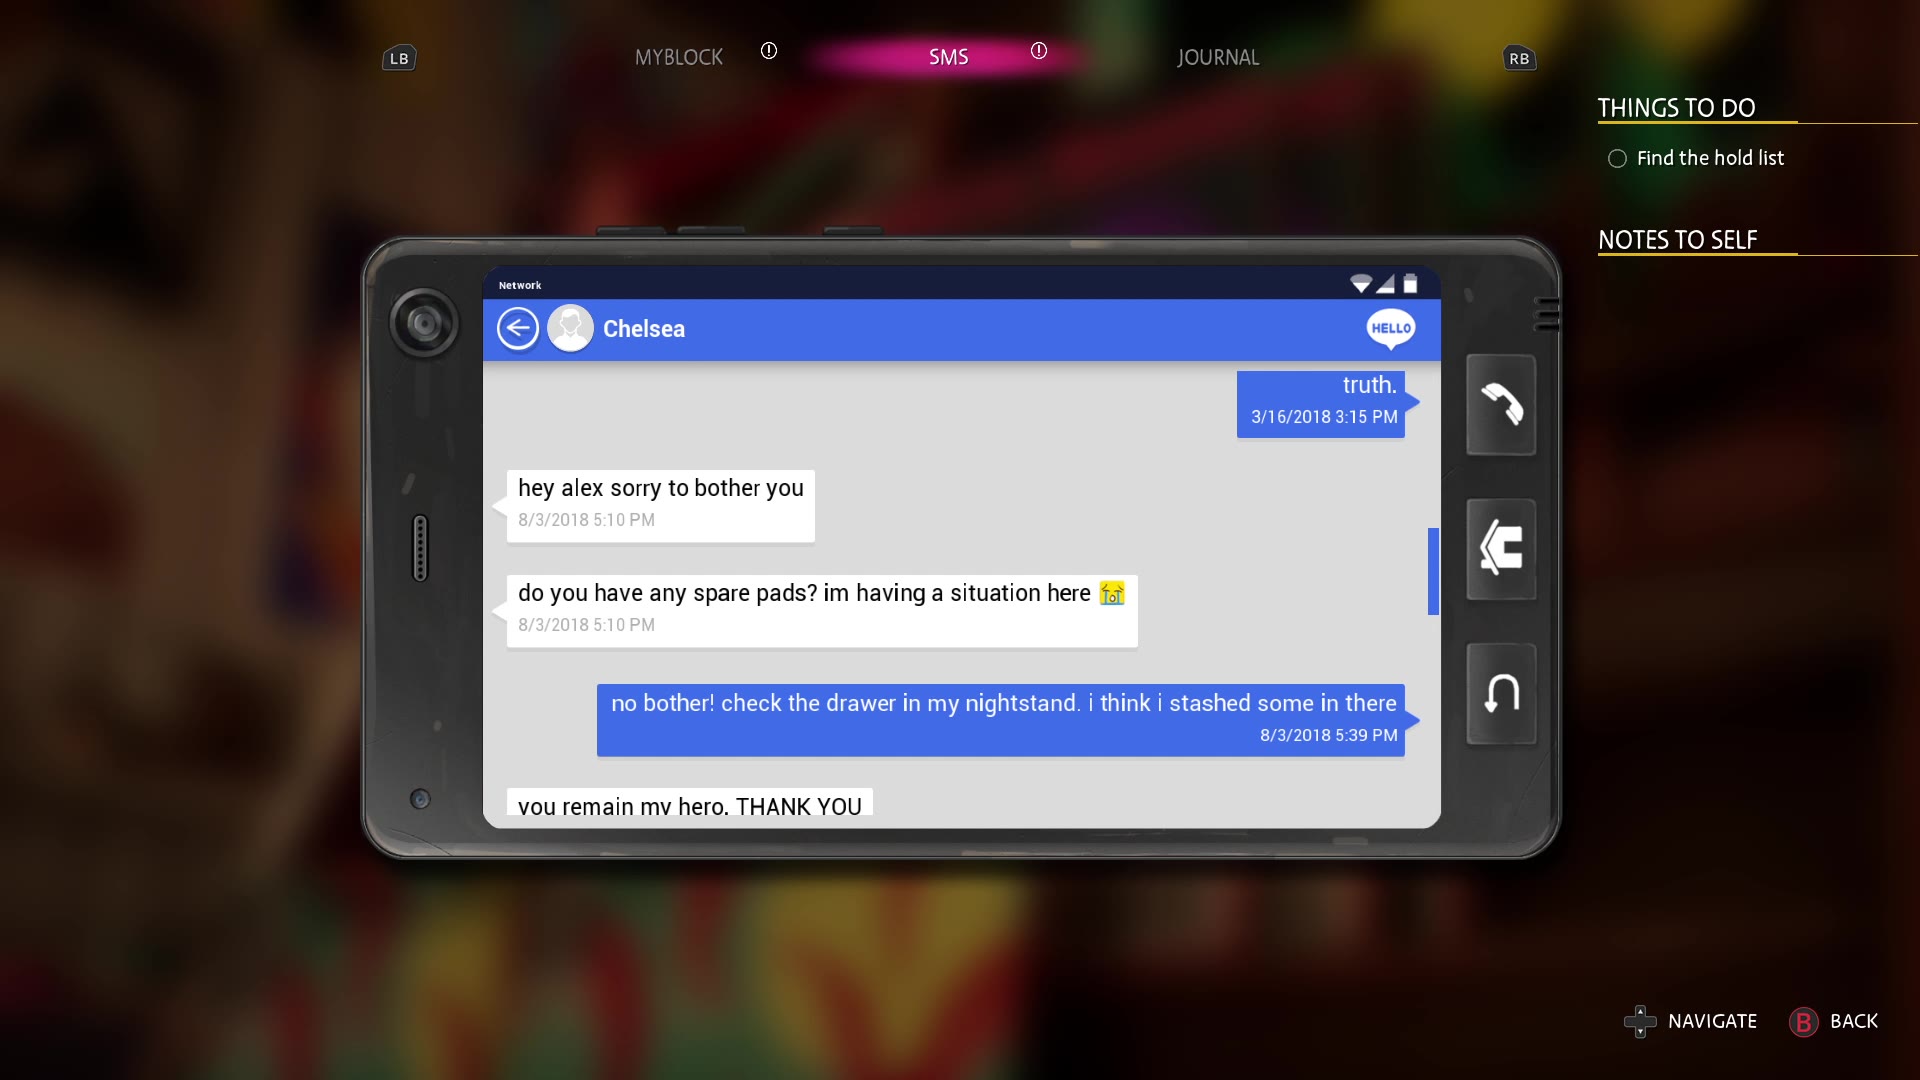 LB
MYBLOCK
SMS
JOURNAL
RB
THINGS TO DO
Find the hold list
NOTES TO SELF
Network
Chelsea
HELLO
truth.
3/16/2018 3:15 PM
hey alex sorry to bother you
8/3/2018 5:10 PM
do you have any spare pads? im having a situation here
8/3/2018 5:10 PM
no bother! check the drawer in my nightstand. i think i stashed some in there
8/3/2018 5:39 PM
you remain my hero. THANK YOU
NAVIGATE
B BACK